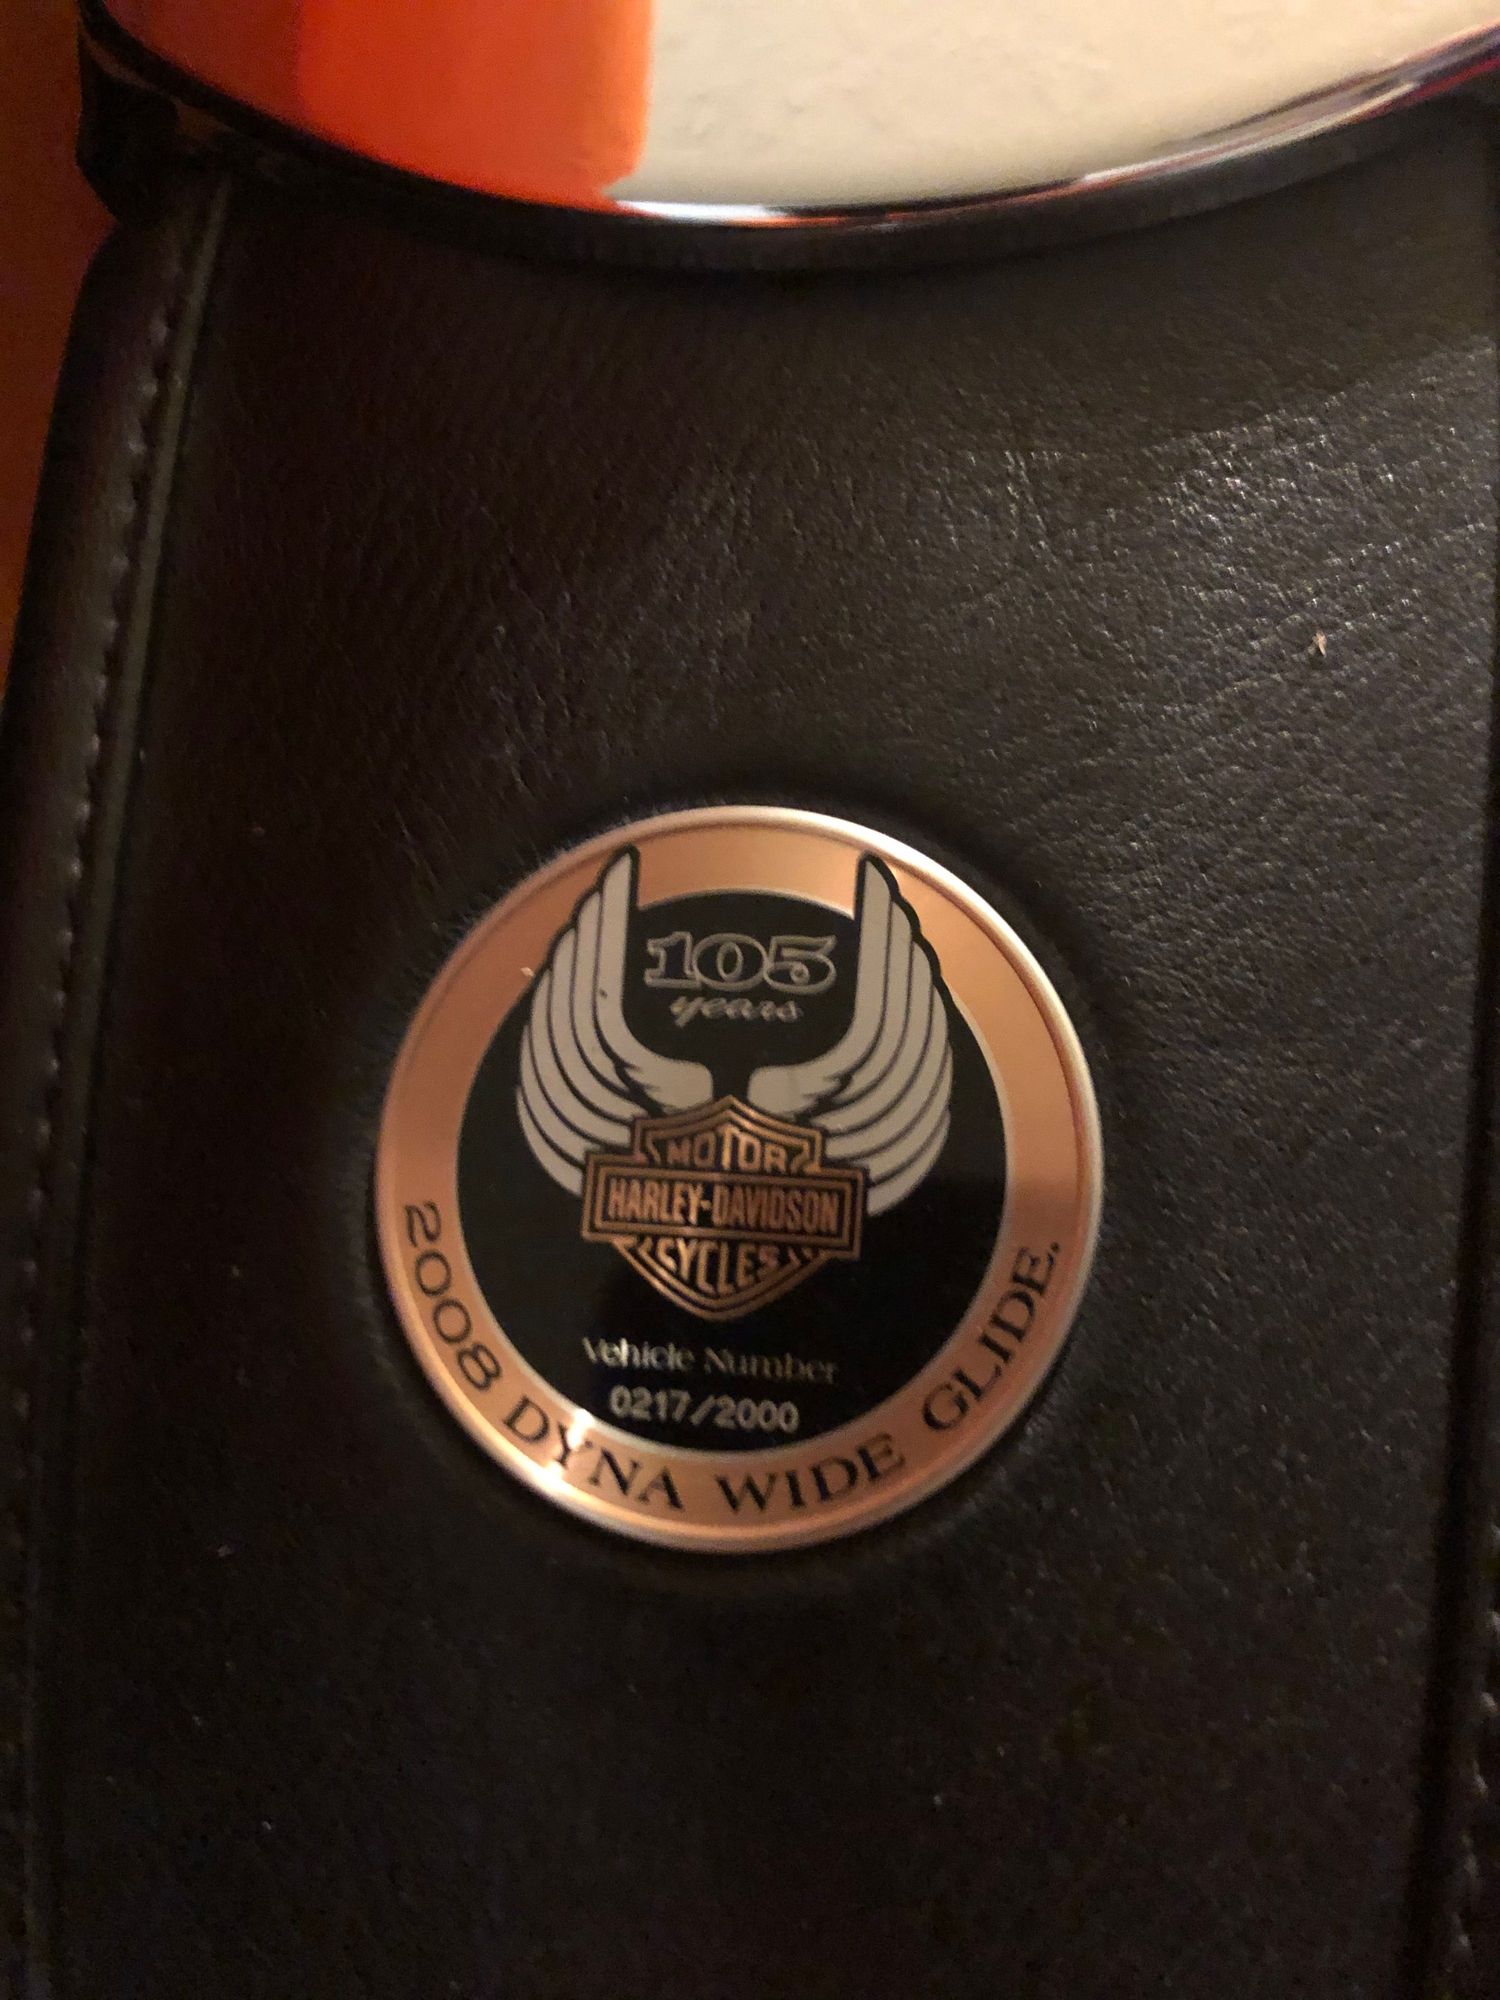 105
years
MOTOR
HARLEY-DAVIDSON
CYCLES
Vehicle Number
0217/2000
2008 DYNA WIDE GLIDE.